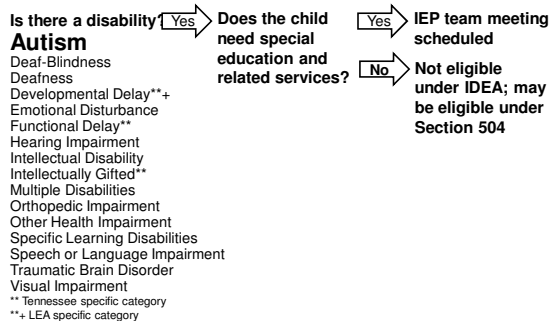 Is there a disability?
Yes
Does the child
need special
education and
related services?
Yes
IEP team meeting
scheduled
No
Not eligible
under IDEA; may
be eligible under
Section 504
Autism
Deaf-Blindness
Deafness
Developmental Delay**+
Emotional Disturbance
Functional Delay**
Hearing Impairment
Intellectual Disability
Intellectually Gifted**
Multiple Disabilities
Orthopedic Impairment
Other Health Impairment
Specific Learning Disabilities
Speech or Language Impairment
Traumatic Brain Disorder
Visual Impairment
** Tennessee specific category
**+ LEA specific category